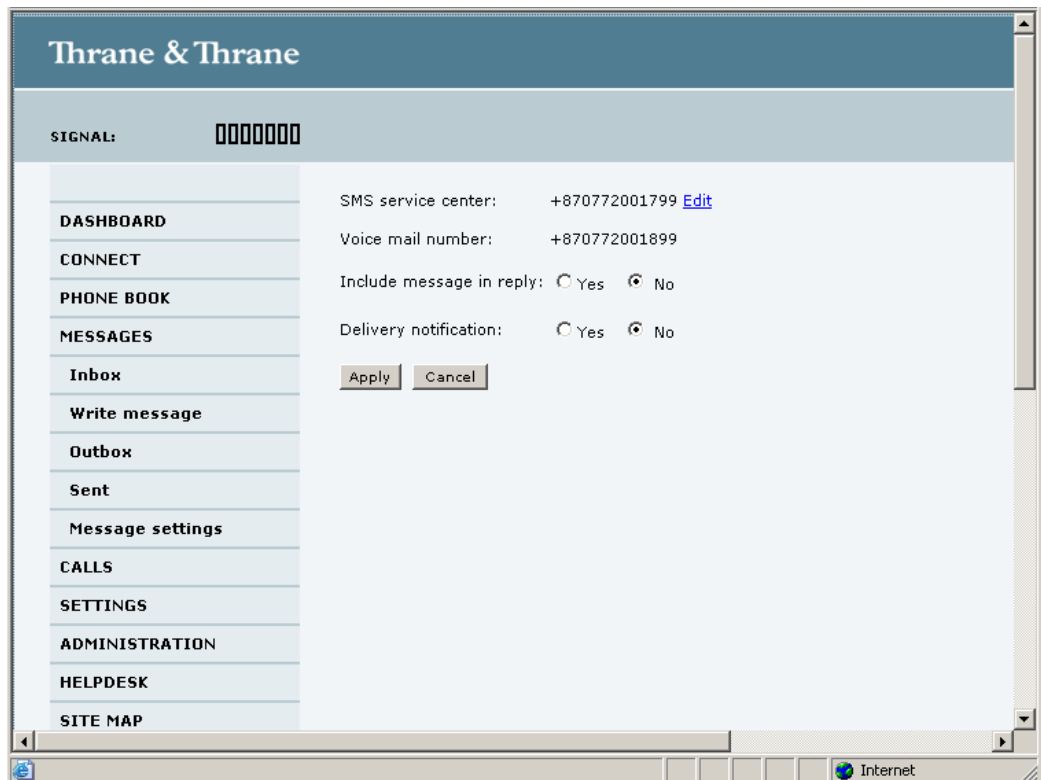 Thrane & Thrane
SIGNAL:
DASHBOARD
CONNECT
PHONE BOOK
MESSAGES
Inbox
Write message
Outbox
Sent
Message settings
CALLS
SETTINGS
ADMINISTRATION
HELPDESK
SITE MAP
SMS service center: +870772001799 Edit
Voice mail number: +870772001899
Include message in reply: Yes No
Delivery notification: Yes No
Apply Cancel
Internet